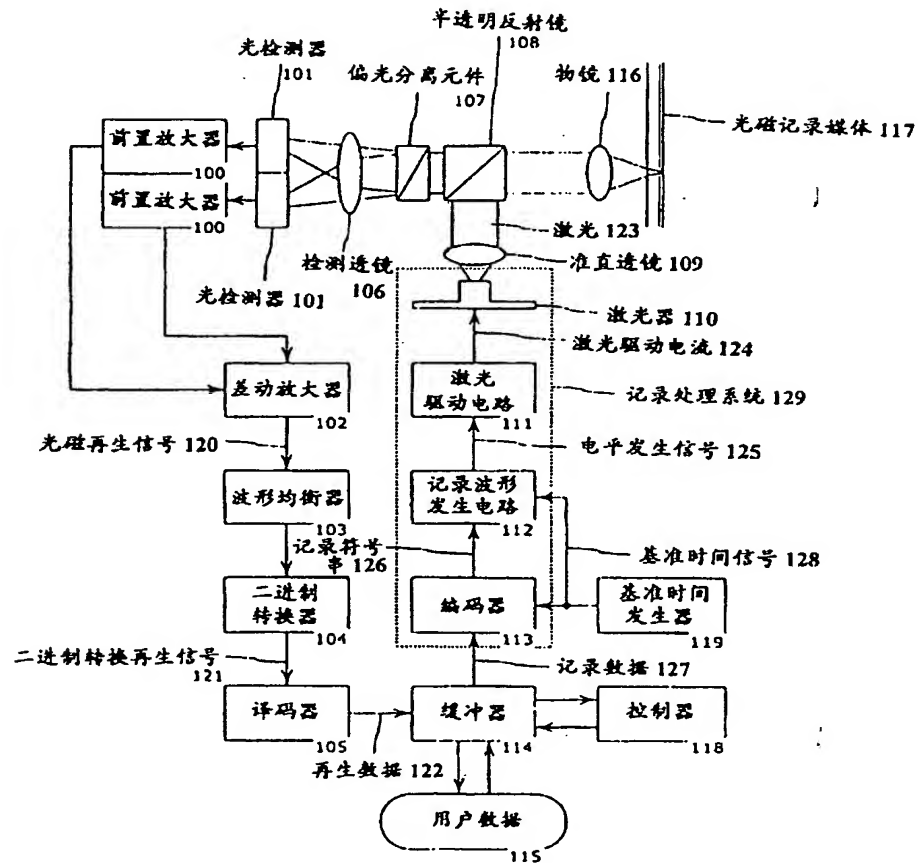 半透明反射镜
108
光检测器
101
偏光分离元件
107
物镜 116
光磁记录媒体 117
前置放大器
100
前置放大器
100
激光 123
准直透镜 109
检测透镜
106
光检测器 101
激光器 110
激光驱动电流 124
差动放大器
102
激光
驱动电路
111
记录处理系统 129
光磁再生信号 120
电平发生信号 125
波形均衡器
103
记录波形
发生电路
112
记录符号
串 126
基准时间信号 128
二进制
转换器
104
编码器
113
基准时间
发生器
119
二进制转换再生信号
121
记录数据 127
译码器
105
缓冲器
114
控制器
118
再生数据 122
用户数据
115